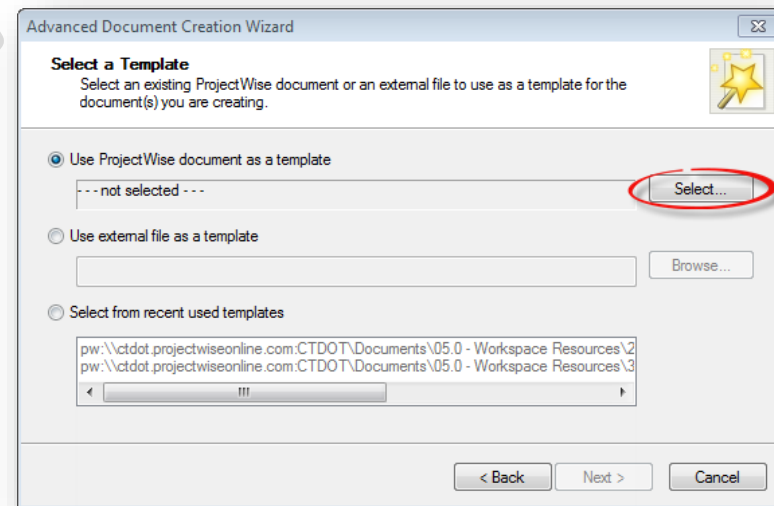 Advanced Document Creation Wizard
Select a Template
Select an existing ProjectWise document or an external file to use as a template for the
document(s) you are creating.
Use ProjectWise document as a template
- - - not selected - - -
Select...
Use external file as a template
Browse...
Select from recent used templates
pw:\\ctdot.projectwiseonline.com:CTDOT\Documents\05.0 - Workspace Resources\2
pw:\\ctdot.projectwiseonline.com:CTDOT\Documents\05.0 - Workspace Resources\3
< Back
Next >
Cancel